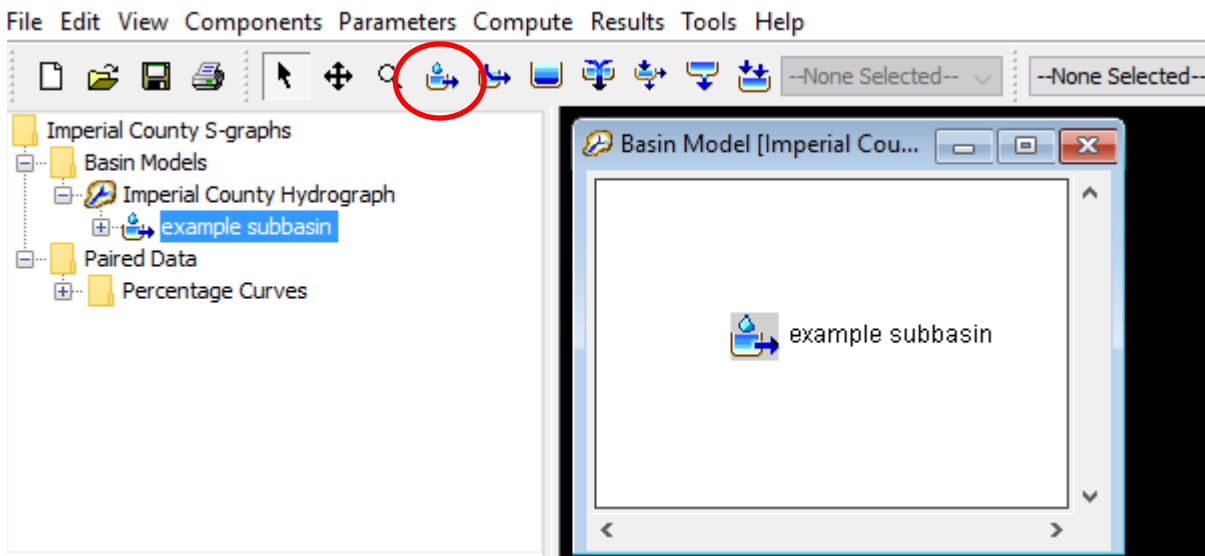 File Edit View Components Parameters Compute Results Tools Help
--None Selected-- --None Selected--
Imperial County S-graphs
Basin Models
Imperial County Hydrograph
example subbasin
Paired Data
Percentage Curves
Basin Model [Imperial Cou...
example subbasin